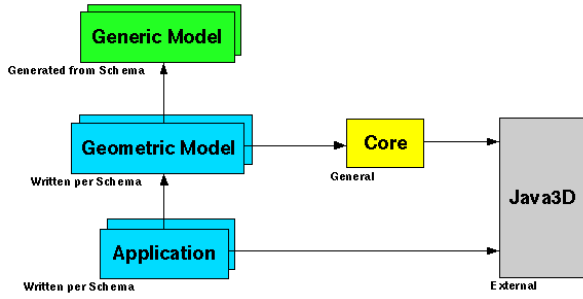 Generic Model
Generated from Schema
Geometric Model
Written per Schema
Core
General
Java3D
External
Application
Written per Schema